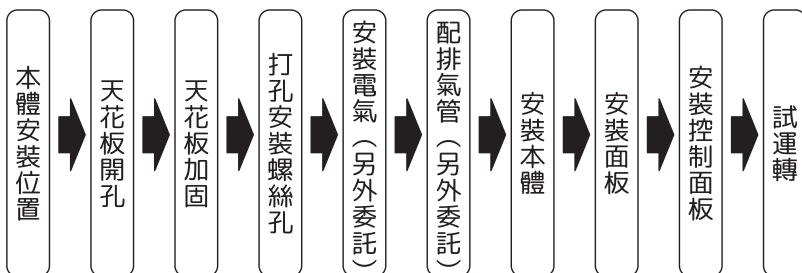 本體安裝位置
天花板開孔
天花板加固
打孔安裝螺絲孔
安裝電氣（另外委託）
配排氣管（另外委託）
安裝本體
安裝面板
安裝控制面板
試運轉